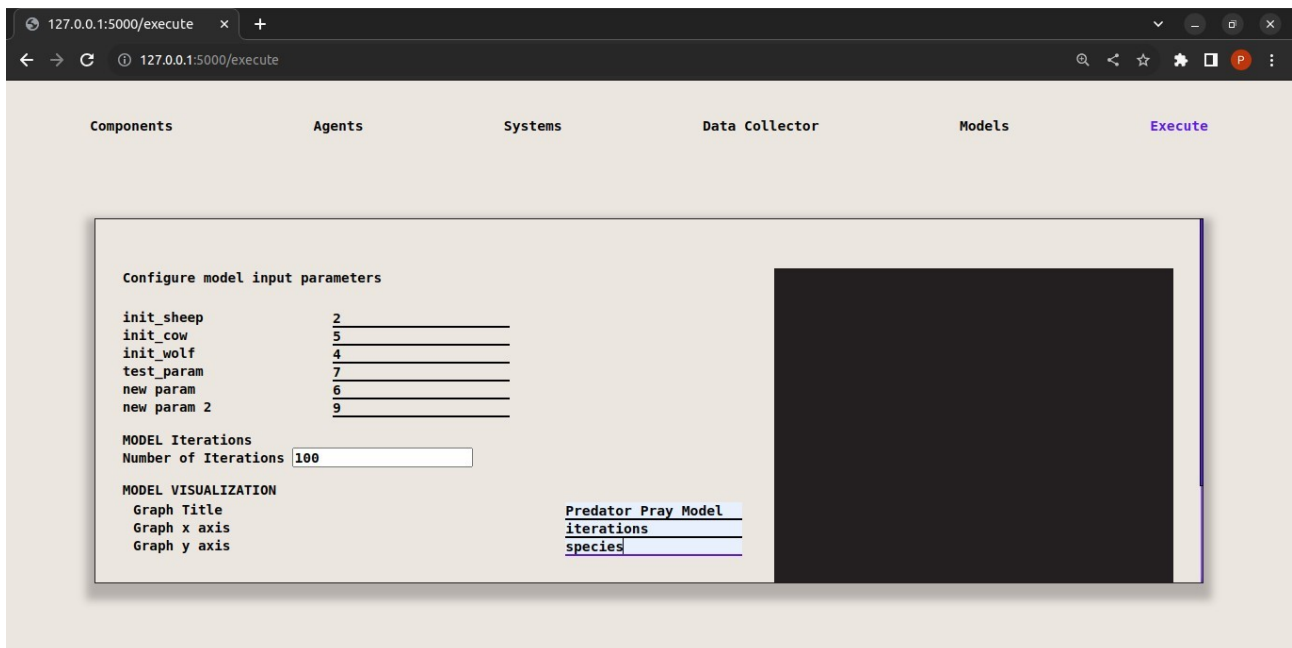 127.0.0.1:5000/execute
127.0.0.1:5000/execute
P
Components Agents Systems Data Collector Models Execute
Configure model input parameters
init_sheep 2
init_cow 5
init_wolf 4
test_param 7
new param 6
new param 2 9
MODEL Iterations
Number of Iterations 100
MODEL VISUALIZATION
Graph Title Predator Pray Model
Graph x axis iterations
Graph y axis species